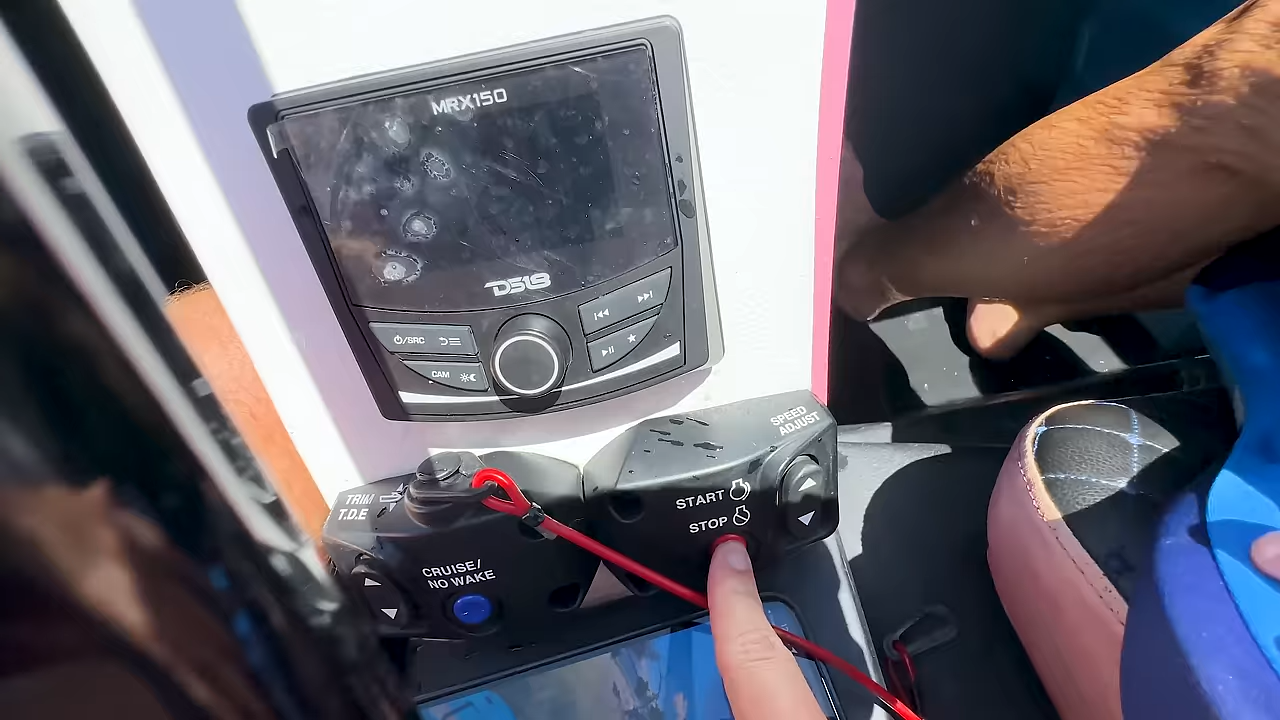 MRX150
DS18
/SRC
CAM
SPEED
ADJUST
START
STOP
TRIM
T.D.E
CRUISE/
NO WAKE